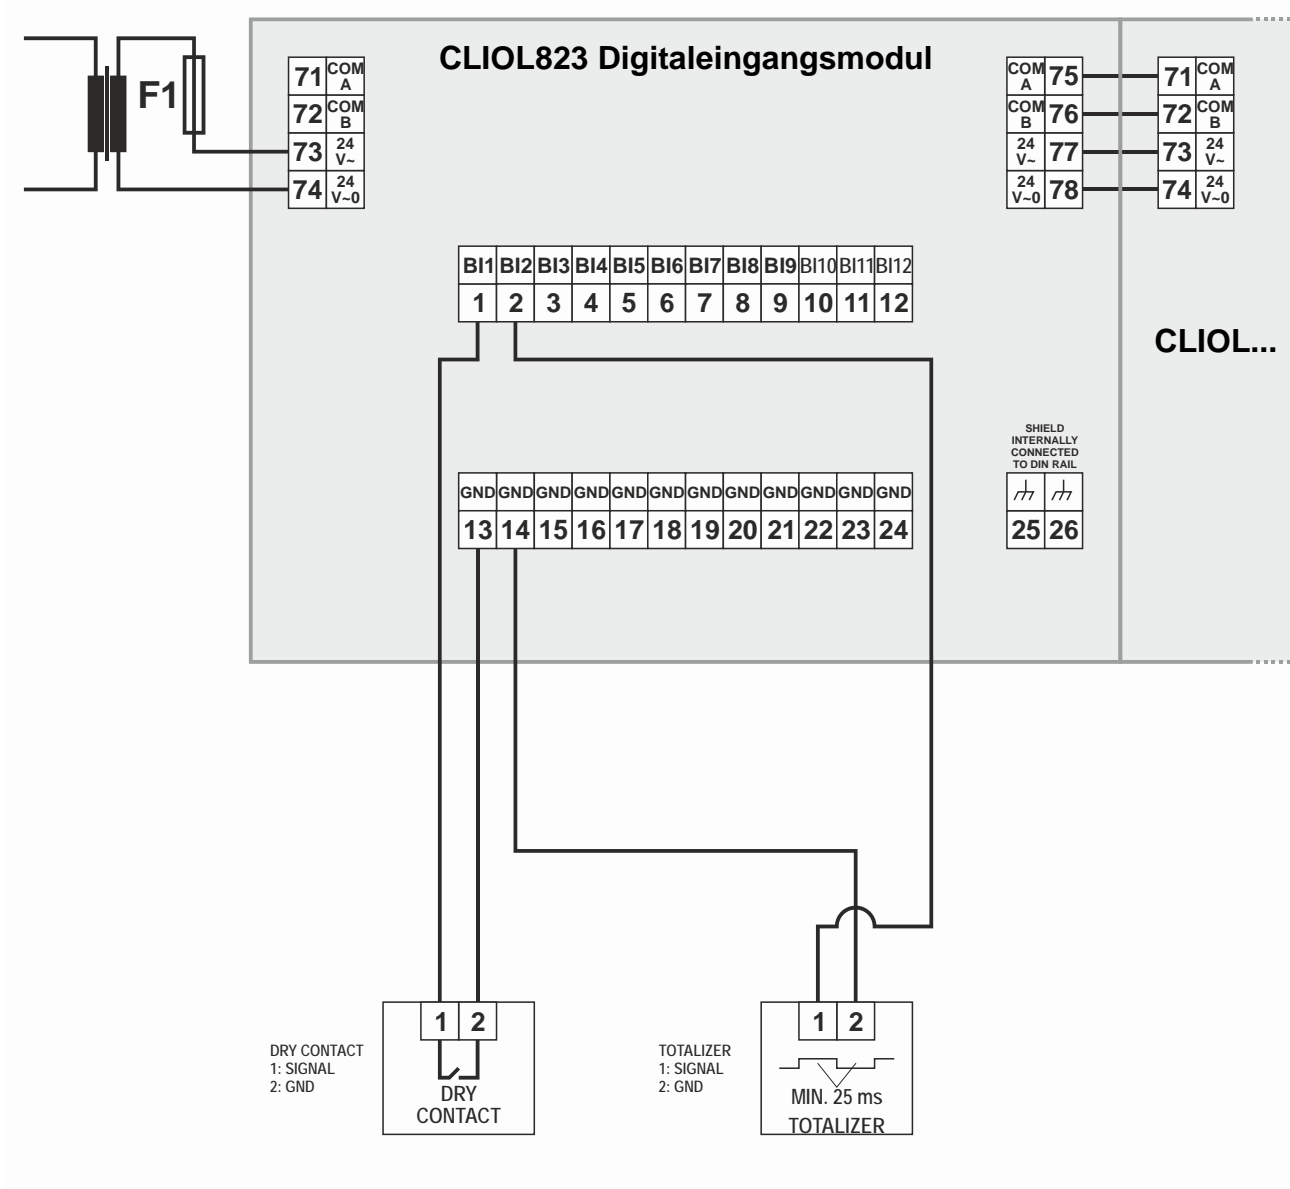 CLIOL823 Digitaleingangsmodul
F1
71 COM A
72 COM B
73 24 V~
74 24 V~0
COM A 75
COM B 76
24 V~ 77
24 V~0 78
71 COM A
72 COM B
73 24 V~
74 24 V~0
BI1 BI2 BI3 BI4 BI5 BI6 BI7 BI8 BI9 BI10 BI11 BI12
1 2 3 4 5 6 7 8 9 10 11 12
CLIOL...
SHIELD
INTERNALLY
CONNECTED
TO DIN RAIL
GND GND GND GND GND GND GND GND GND GND GND GND
13 14 15 16 17 18 19 20 21 22 23 24
25 26
DRY CONTACT
1: SIGNAL
2: GND
1 2
DRY
CONTACT
TOTALIZER
1: SIGNAL
2: GND
1 2
MIN. 25 ms
TOTALIZER